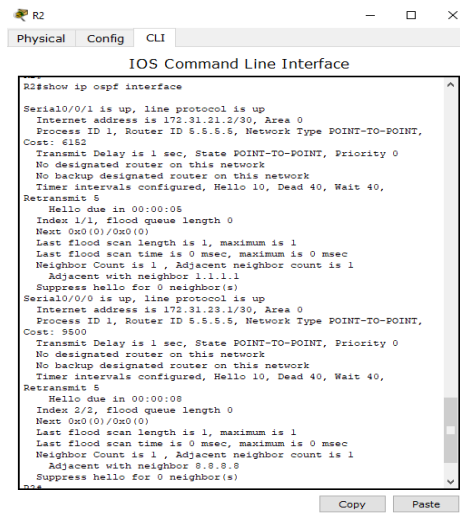 R2
Physical Config CLI
IOS Command Line Interface
R2#show ip ospf interface
Serial0/0/1 is up, line protocol is up
Internet address is 172.31.21.2/30, Area 0
Process ID 1, Router ID 5.5.5.5, Network Type POINT-TO-POINT,
Cost: 6152
Transmit Delay is 1 sec, State POINT-TO-POINT, Priority 0
No designated router on this network
No backup designated router on this network
Timer intervals configured, Hello 10, Dead 40, Wait 40,
Retransmit 5
Hello due in 00:00:05
Index 1/1, flood queue length 0
Next 0x0(0)/0x0(0)
Last flood scan length is 1, maximum is 1
Last flood scan time is 0 msec, maximum is 0 msec
Neighbor Count is 1 , Adjacent neighbor count is 1
Adjacent with neighbor 1.1.1.1
Suppress hello for 0 neighbor(s)
Serial0/0/0 is up, line protocol is up
Internet address is 172.31.23.1/30, Area 0
Process ID 1, Router ID 5.5.5.5, Network Type POINT-TO-POINT,
Cost: 9500
Transmit Delay is 1 sec, State POINT-TO-POINT, Priority 0
No designated router on this network
No backup designated router on this network
Timer intervals configured, Hello 10, Dead 40, Wait 40,
Retransmit 5
Hello due in 00:00:08
Index 2/2, flood queue length 0
Next 0x0(0)/0x0(0)
Last flood scan length is 1, maximum is 1
Last flood scan time is 0 msec, maximum is 0 msec
Neighbor Count is 1 , Adjacent neighbor count is 1
Adjacent with neighbor 8.8.8.8
Suppress hello for 0 neighbor(s)
R2#
Copy Paste